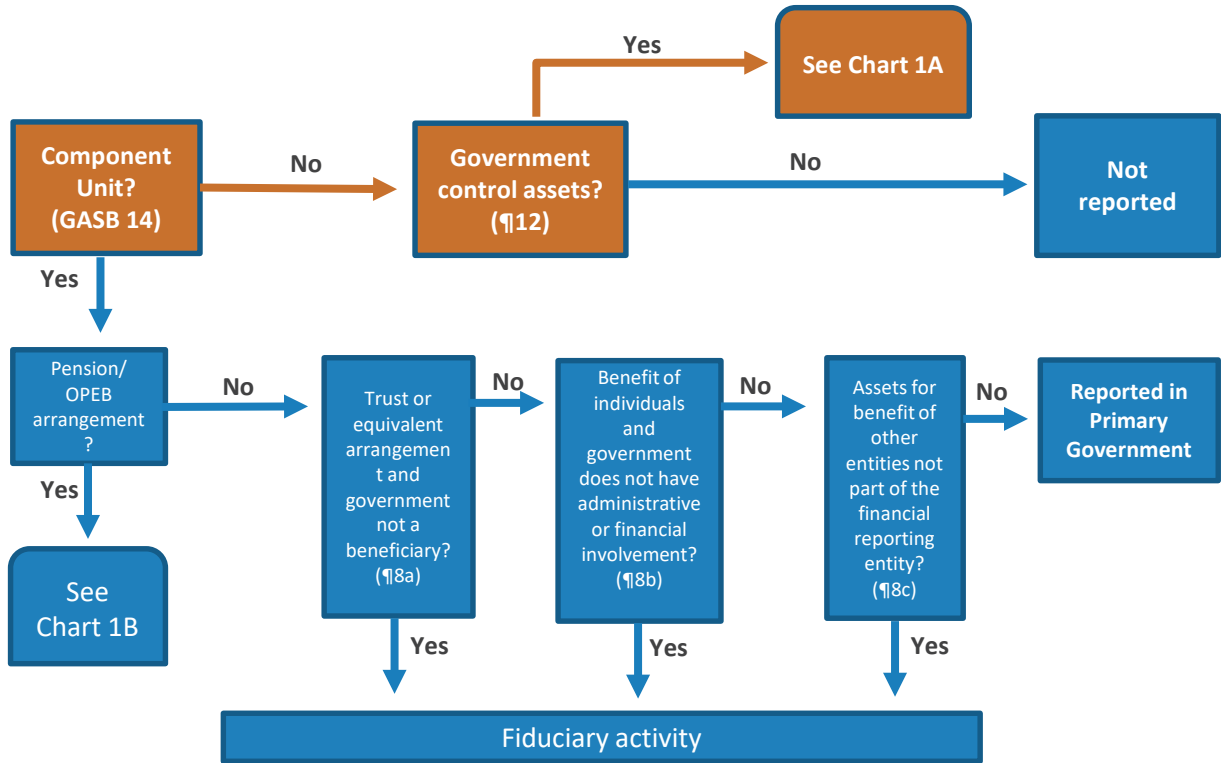 Yes
See Chart 1A
Component
Unit?
(GASB 14)
No
Government
control assets?
(¶12)
No
Not
reported
Yes
Pension/
OPEB
arrangement
?
No
Trust or
equivalent
arrangemen
t and
government
not a
beneficiary?
(¶8a)
No
Benefit of
individuals
and
government
does not have
administrative
or financial
involvement?
(¶8b)
No
Assets for
benefit of
other
entities not
part of the
financial
reporting
entity?
(¶8c)
No
Reported in
Primary
Government
Yes
See
Chart 1B
Yes
Yes
Yes
Fiduciary activity